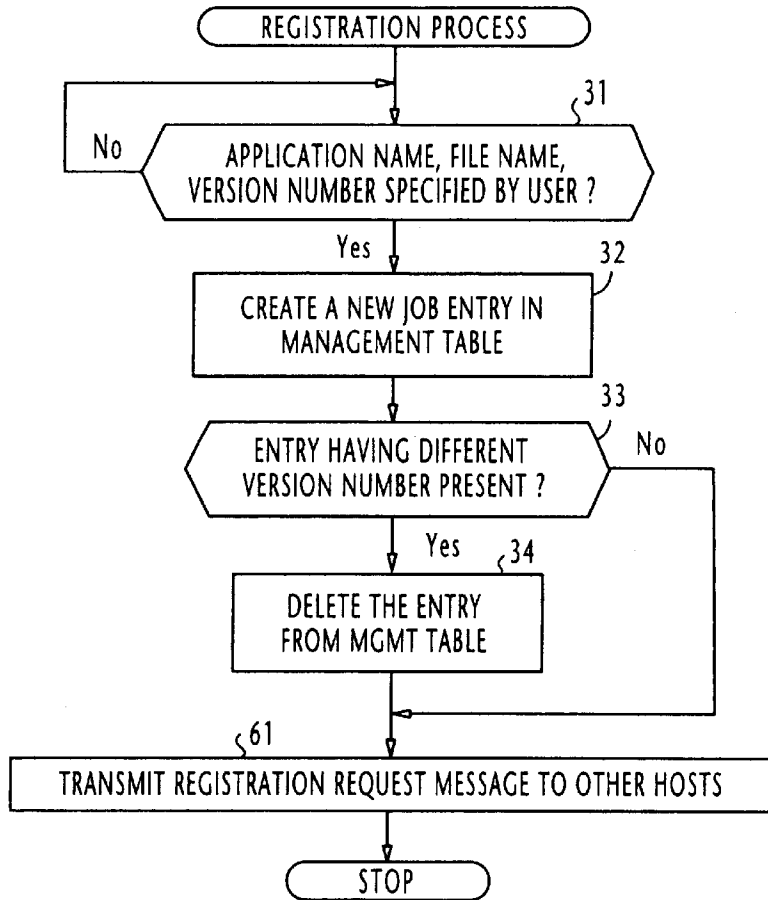 REGISTRATION PROCESS
31
No
APPLICATION NAME, FILE NAME,
VERSION NUMBER SPECIFIED BY USER ?
Yes
32
CREATE A NEW JOB ENTRY IN
MANAGEMENT TABLE
33
ENTRY HAVING DIFFERENT
VERSION NUMBER PRESENT ?
No
Yes
34
DELETE THE ENTRY
FROM MGMT TABLE
61
TRANSMIT REGISTRATION REQUEST MESSAGE TO OTHER HOSTS
STOP